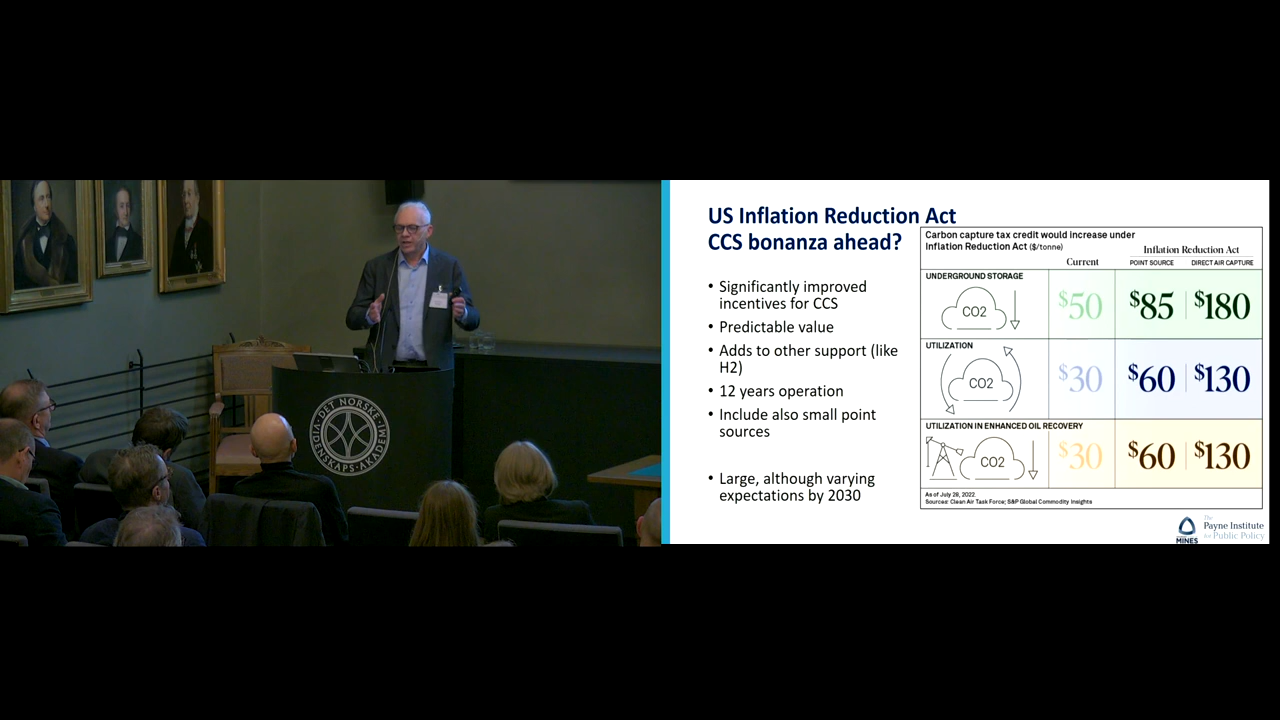 DET NORSKE
VIDENSKAPS-AKADEMI
US Inflation Reduction Act
CCS bonanza ahead?
• Significantly improved
incentives for CCS
• Predictable value
• Adds to other support (like
H2)
• 12 years operation
• Include also small point
sources
• Large, although varying
expectations by 2030
Carbon capture tax credit would increase under
Inflation Reduction Act ($/tonne)
Inflation Reduction Act
Current
POINT SOURCE
DIRECT AIR CAPTURE
UNDERGROUND STORAGE
CO2
$50
$85
$180
UTILIZATION
CO2
$30
$60
$130
UTILIZATION IN ENHANCED OIL RECOVERY
CO2
$30
$60
$130
As of July 28, 2022.
Sources: Clean Air Task Force; S&P Global Commodity Insights
MINES
The
Payne Institute
for Public Policy